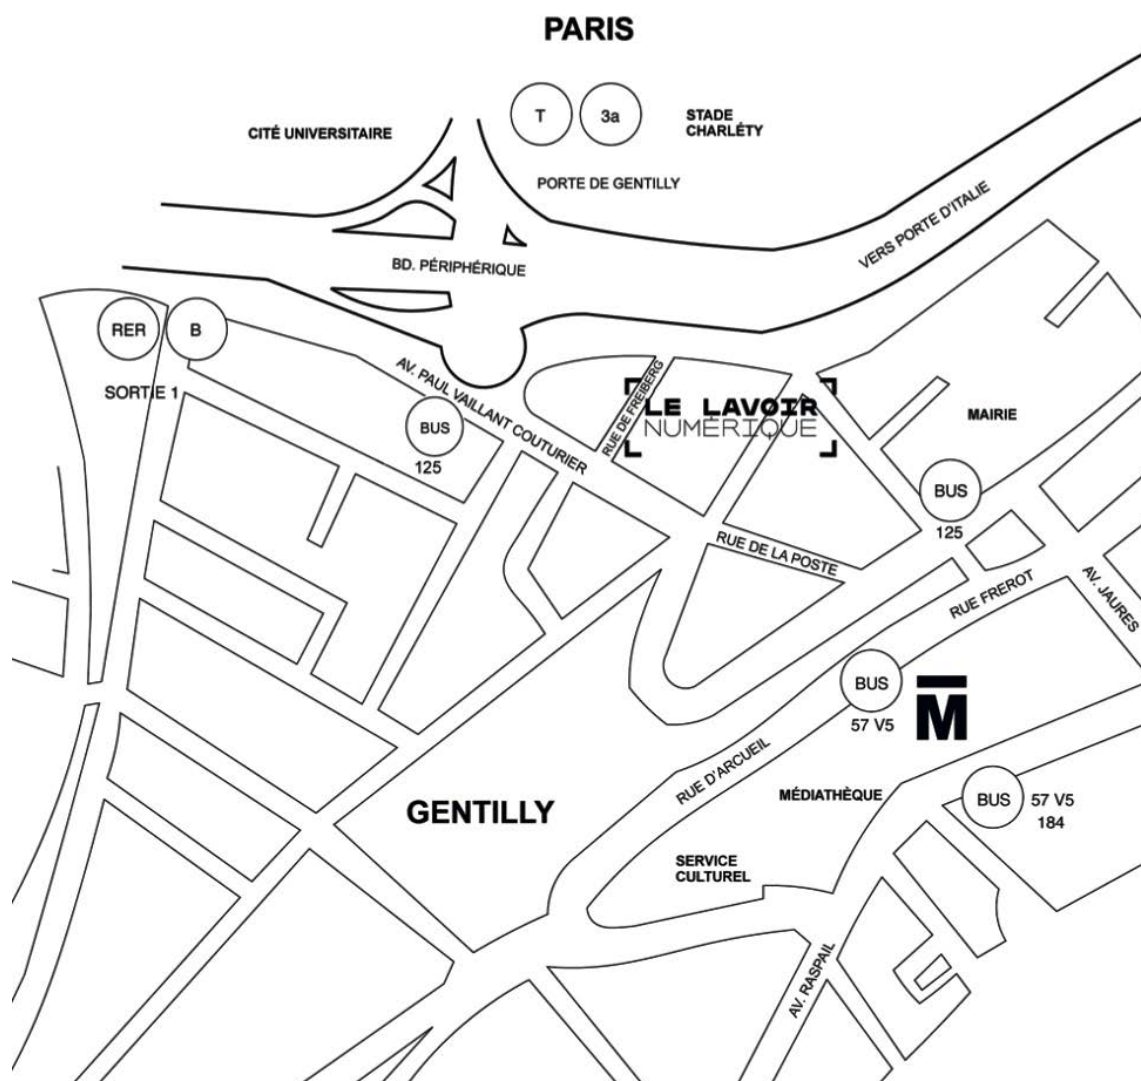 PARIS
T
3a
STADE
CHARLÉTY
CITÉ UNIVERSITAIRE
PORTE DE GENTILLY
VERS PORTE D'ITALIE
BD. PÉRIPHÉRIQUE
RER
B
SORTIE 1
AV. PAUL VAILLANT COUTURIER
BUS
125
RUE DE FREIBERG
LE LAVOIR
NUMÉRIQUE
MAIRIE
BUS
125
RUE DE LA POSTE
RUE FREROT
AV. JAURES
BUS
57 V5
M
RUE D'ARCUEIL
GENTILLY
MÉDIATHÈQUE
BUS
57 V5
184
SERVICE
CULTUREL
AV. RASPAIL